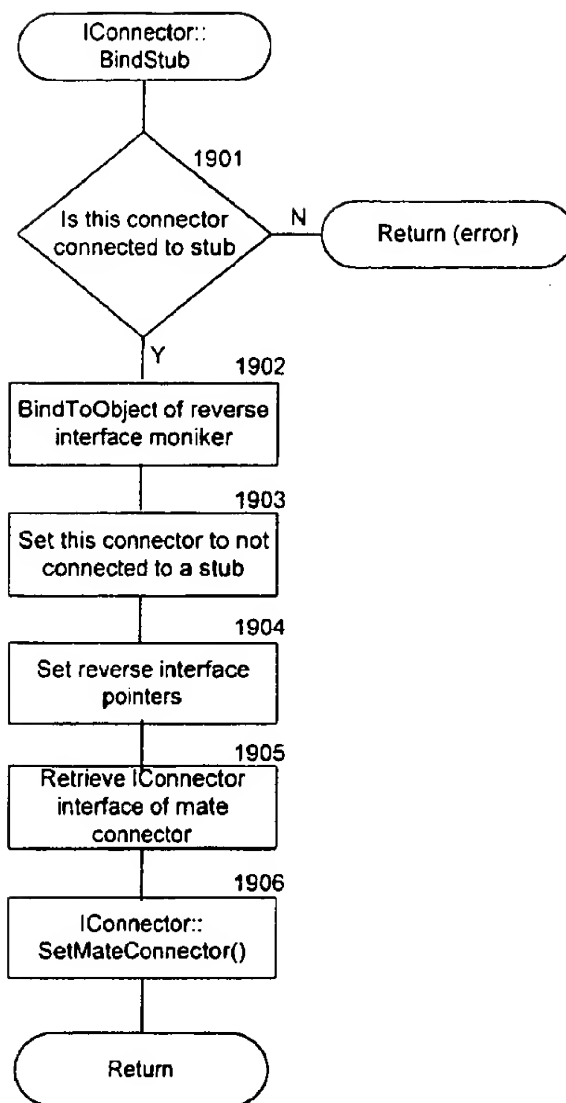 IConnector::
BindStub
1901
Is this connector
connected to stub
N
Return (error)
Y
1902
BindToObject of reverse
interface moniker
1903
Set this connector to not
connected to a stub
1904
Set reverse interface
pointers
1905
Retrieve IConnector
interface of mate
connector
1906
IConnector::
SetMateConnector()
Return